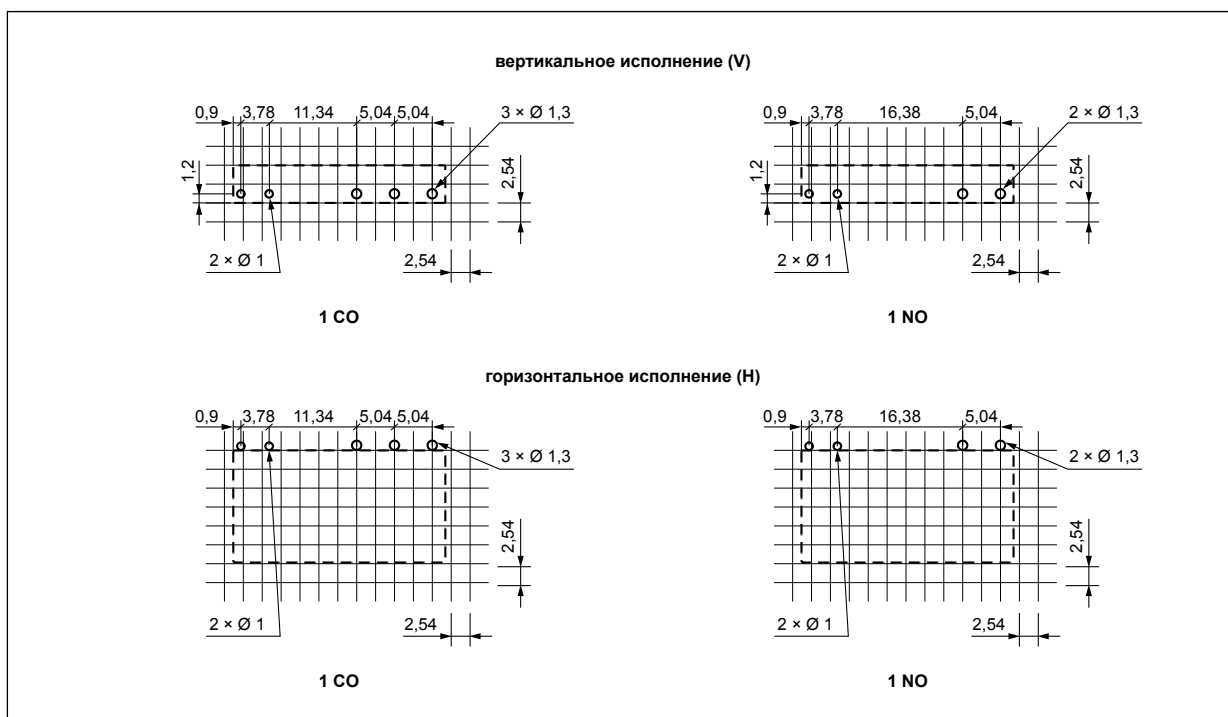 вертикальное исполнение (V)
0,9 3,78 11,34 5,04 5,04 3 × Ø 1,3
1,2
2,54
2 × Ø 1 2,54
1 CO
0,9 3,78 16,38 5,04 2 × Ø 1,3
1,2
2,54
2 × Ø 1 2,54
1 NO
горизонтальное исполнение (H)
0,9 3,78 11,34 5,04 5,04
3 × Ø 1,3
2,54
2 × Ø 1 2,54
1 CO
0,9 3,78 16,38 5,04
2 × Ø 1,3
2,54
2 × Ø 1 2,54
1 NO